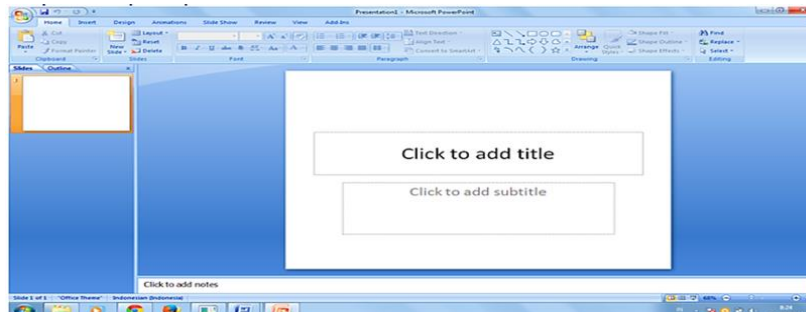 Presentation1 - Microsoft PowerPoint
Home Insert Design Animations Slide Show Review View Add-Ins
Cut
Copy
Format Painter
Paste
Clipboard
New Slide
Layout
Reset
Delete
Slides
Font
Text Direction
Align Text
Convert to SmartArt
Paragraph
Arrange
Quick Styles
Shape Fill
Shape Outline
Shape Effects
Drawing
Find
Replace
Select
Editing
Slides Outline
Click to add title
Click to add subtitle
Click to add notes
Slide 1 of 1 "Office Theme" Indonesian (Indonesia)
68%
8:24